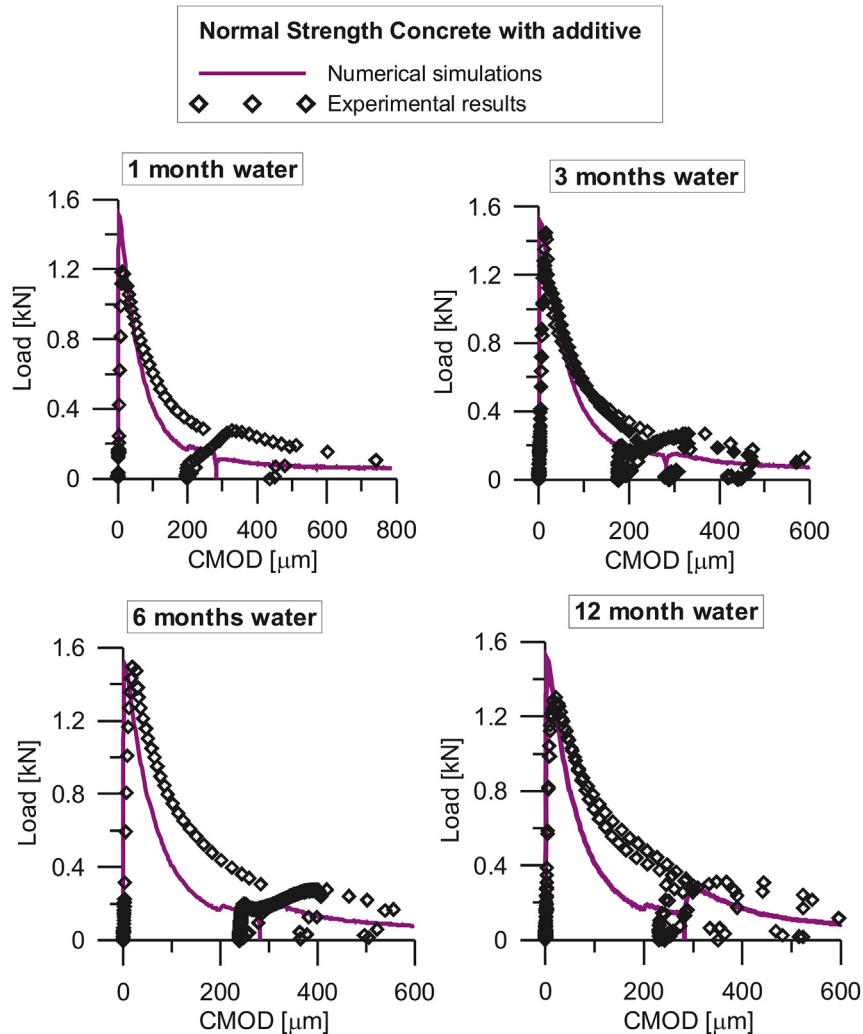 Normal Strength Concrete with additive
Numerical simulations
Experimental results
1 month water
1.6
1.2
0.8
0.4
0
Load [kN]
0 200 400 600 800
CMOD [μm]
3 months water
1.6
1.2
0.8
0.4
0
Load [kN]
0 200 400 600
CMOD [μm]
6 months water
1.6
1.2
0.8
0.4
0
Load [kN]
0 200 400 600
CMOD [μm]
12 month water
1.6
1.2
0.8
0.4
0
Load [kN]
0 200 400 600
CMOD [μm]